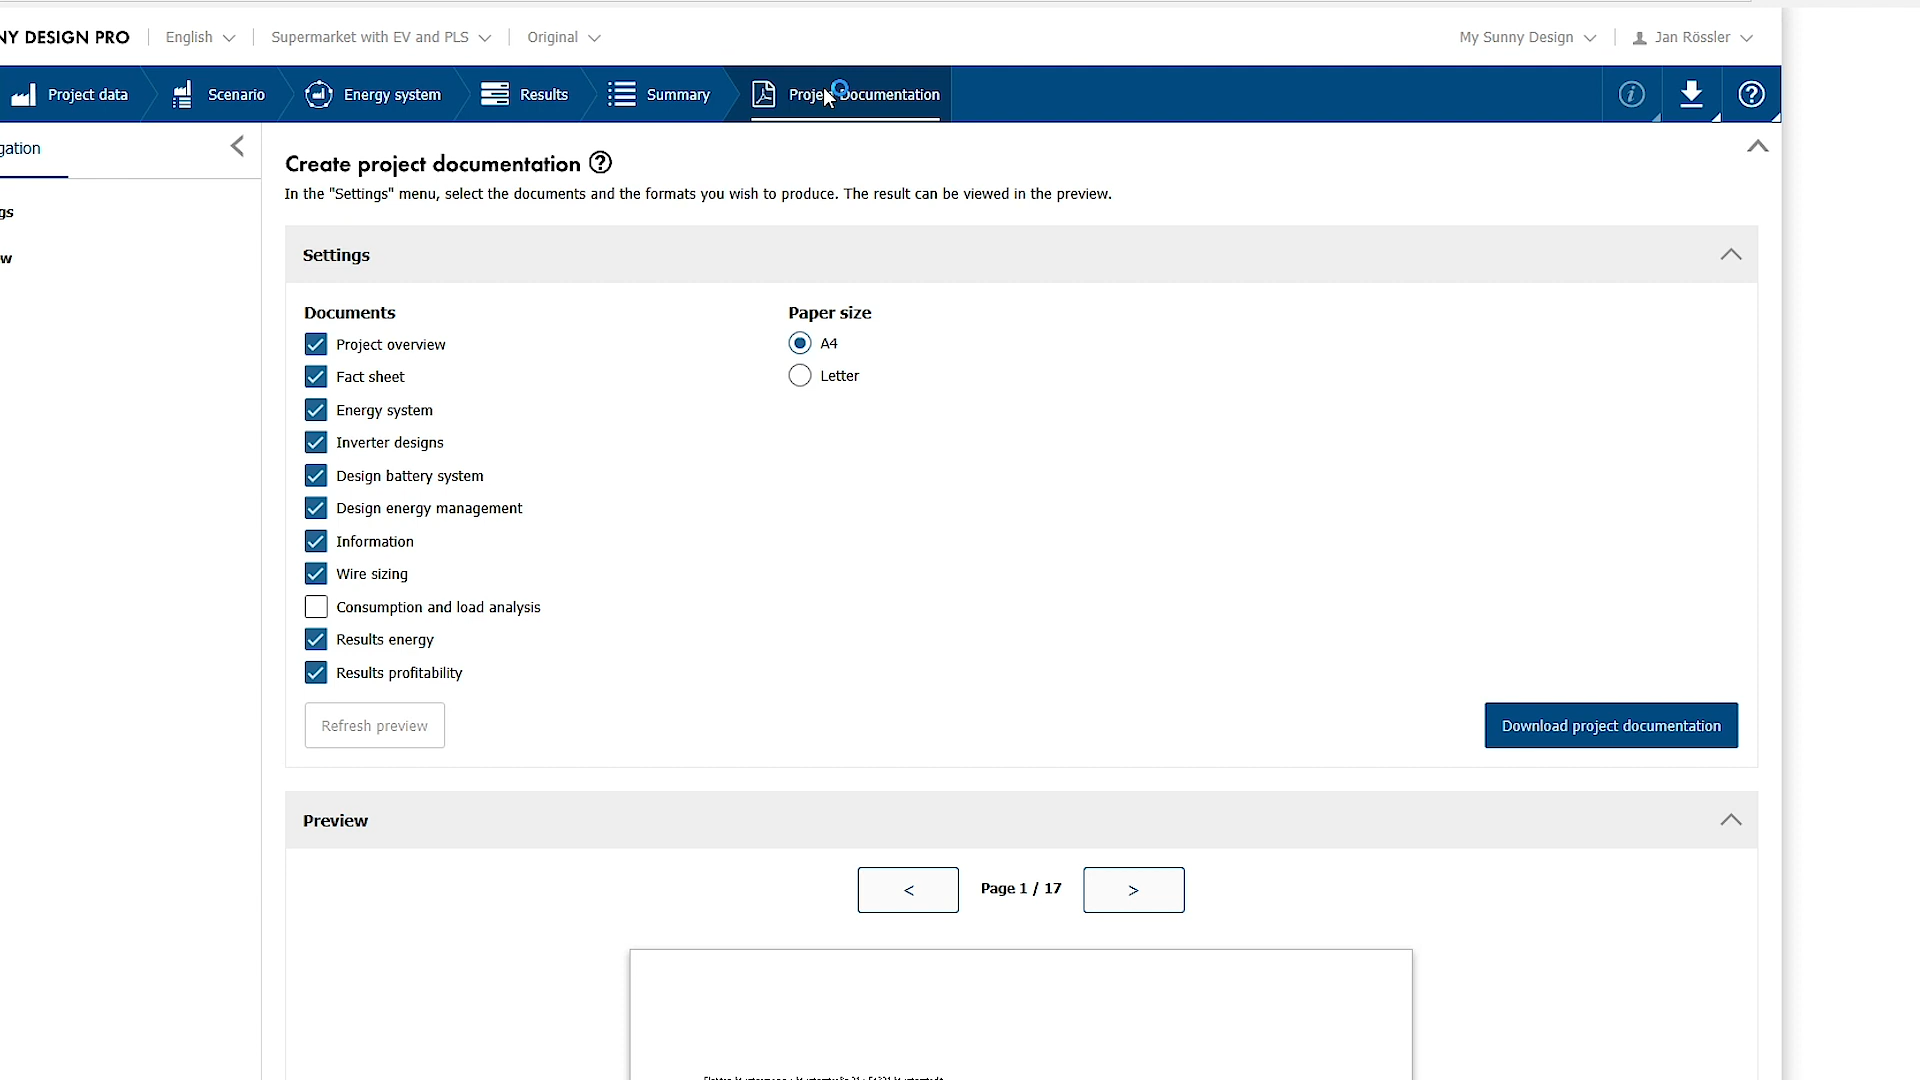 NY DESIGN PRO English Supermarket with EV and PLS Original My Sunny Design Jan Rössler
Project data Scenario Energy system Results Summary Project Documentation
gation
gs
w
Create project documentation
In the "Settings" menu, select the documents and the formats you wish to produce. The result can be viewed in the preview.
Settings
Documents Paper size
Project overview A4
Fact sheet Letter
Energy system
Inverter designs
Design battery system
Design energy management
Information
Wire sizing
Consumption and load analysis
Results energy
Results profitability
Refresh preview Download project documentation
Preview
< Page 1 / 17 >